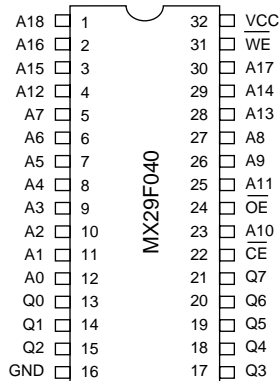 A18 1 32 VCC
A16 2 31 W̅E̅
A15 3 30 A17
A12 4 29 A14
A7 5 28 A13
A6 6 27 A8
A5 7 26 A9
A4 8 25 A11
A3 9 24 O̅E̅
A2 10 23 A10
A1 11 22 C̅E̅
A0 12 21 Q7
Q0 13 20 Q6
Q1 14 19 Q5
Q2 15 18 Q4
GND 16 17 Q3
MX29F040